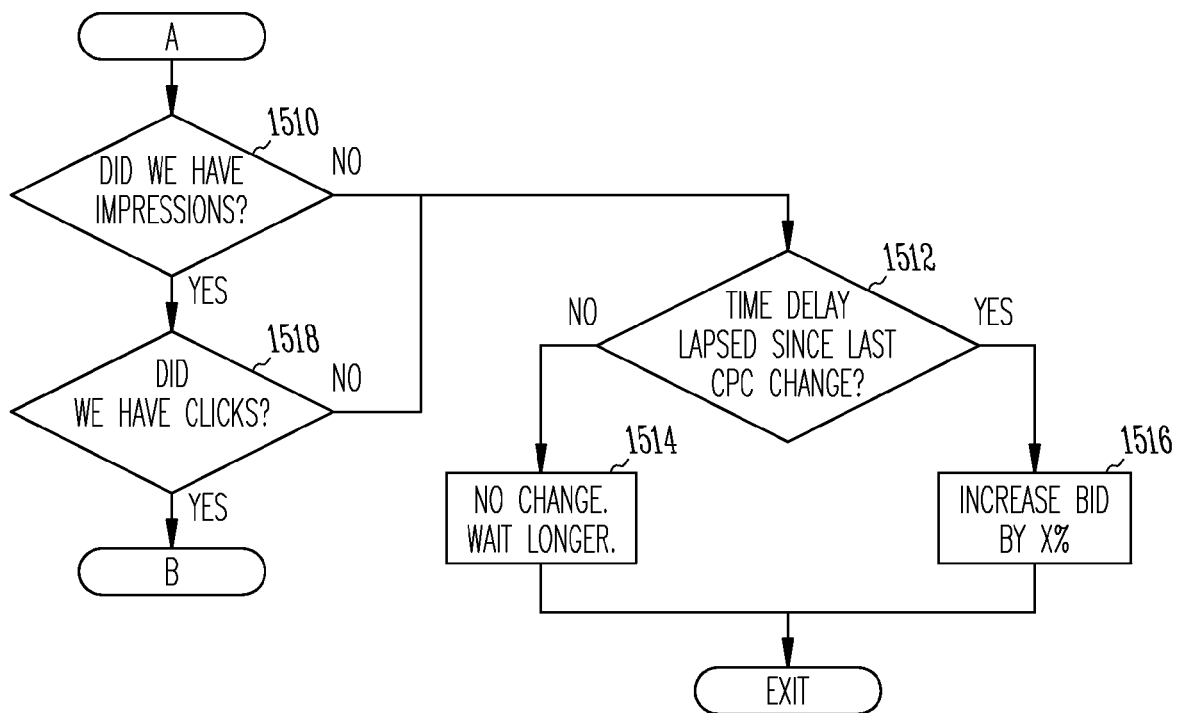 A
1510
DID WE HAVE
IMPRESSIONS?
NO
YES
1518
DID
WE HAVE CLICKS?
NO
YES
B
1512
TIME DELAY
LAPSED SINCE LAST
CPC CHANGE?
NO
YES
1514
NO CHANGE.
WAIT LONGER.
1516
INCREASE BID
BY X%
EXIT